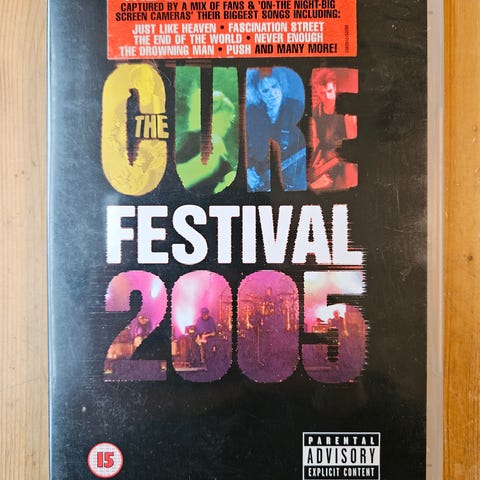 CAPTURED BY A MIX OF FANS & 'ON-THE NIGHT-BIG
SCREEN CAMERAS' THEIR BIGGEST SONGS INCLUDING:
JUST LIKE HEAVEN • FASCINATION STREET
THE END OF THE WORLD • NEVER ENOUGH
THE DROWNING MAN • PUSH AND MANY MORE!
THE
CURE
FESTIVAL
2005
15
PARENTAL
ADVISORY
EXPLICIT CONTENT